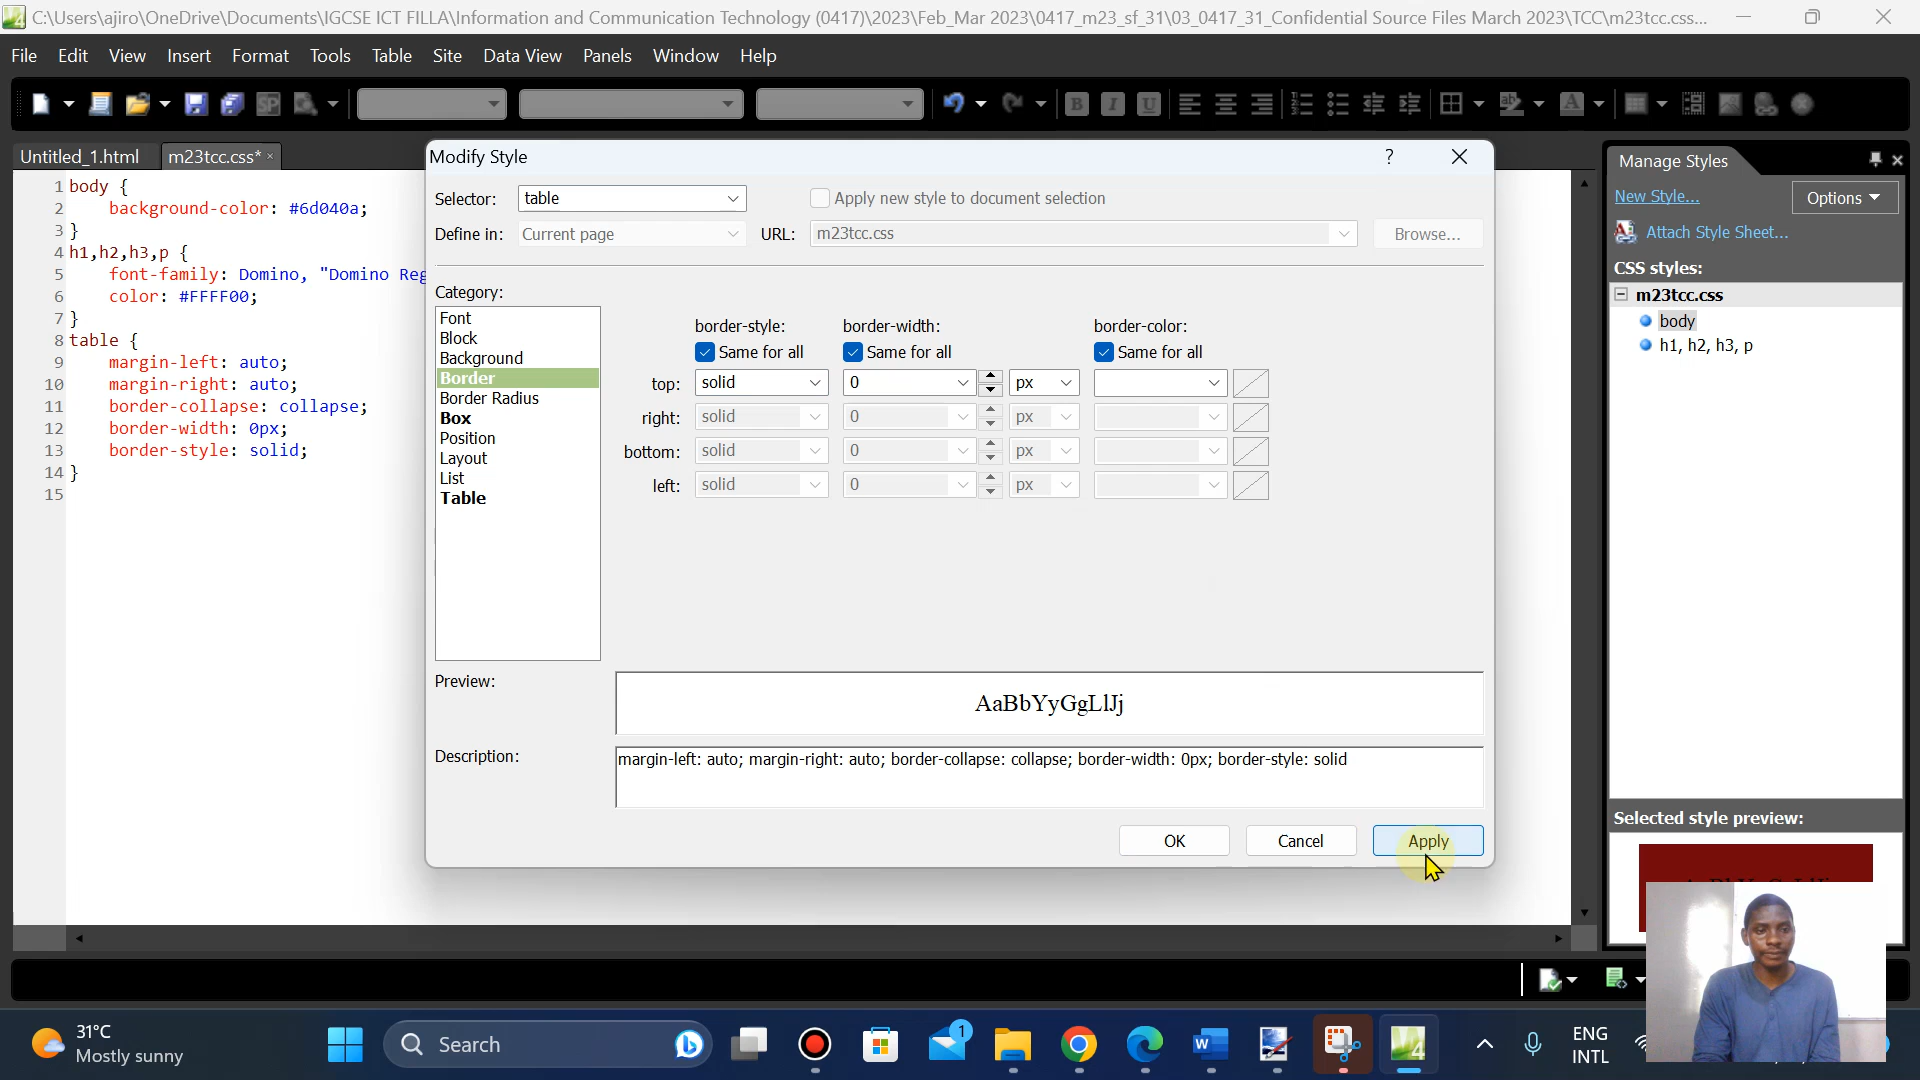 C:\Users\ajiro\OneDrive\Documents\IGCSE ICT FILLA\Information and Communication Technology (0417)\2023\Feb_Mar 2023\0417_m23_sf_31\03_0417_31_Confidential Source Files March 2023\TCC\m23tcc.css...
File Edit View Insert Format Tools Table Site Data View Panels Window Help
Untitled_1.html m23tcc.css*
1 body {
2 background-color: #6d040a;
3 }
4 h1,h2,h3,p {
5 font-family: Domino, "Domino Reg
6 color: #FFFF00;
7 }
8 table {
9 margin-left: auto;
10 margin-right: auto;
11 border-collapse: collapse;
12 border-width: 0px;
13 border-style: solid;
14 }
15
Modify Style
Selector: table Apply new style to document selection
Define in: Current page URL: m23tcc.css Browse...
Category:
Font
Block
Background
Border
Border Radius
Box
Position
Layout
List
Table
border-style: border-width: border-color:
Same for all Same for all Same for all
top: solid 0 px
right: solid 0 px
bottom: solid 0 px
left: solid 0 px
Preview: AaBbYyGgLlJj
Description: margin-left: auto; margin-right: auto; border-collapse: collapse; border-width: 0px; border-style: solid
OK Cancel Apply
Manage Styles
New Style... Options
Attach Style Sheet...
CSS styles:
m23tcc.css
body
h1, h2, h3, p
Selected style preview:
31°C
Mostly sunny
Search
1
ENG
INTL